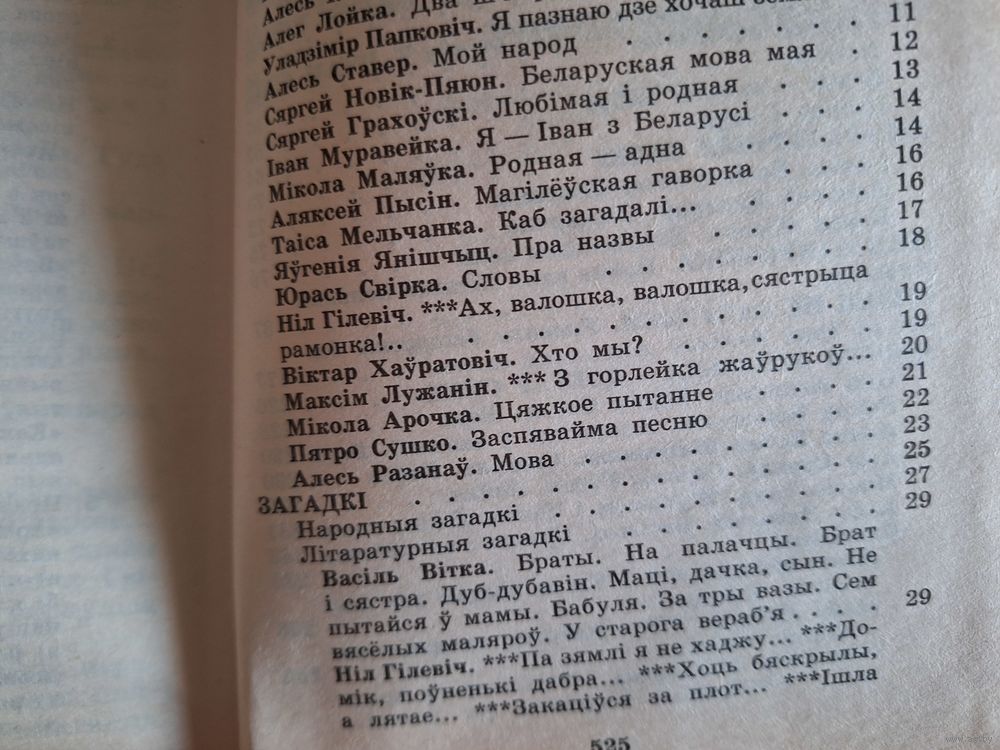 Алесь
Алег Лойка. Два
Уладзімір Папковіч. Я пазнаю дзе хочаш
Алесь Ставер. Мой народ . . . . . . 11
Сяргей Новік-Пяюн. Беларуская мова мая . 12
Сяргей Грахоўскі. Любімая і родная . . . 13
Іван Муравейка. Я — Іван з Беларусі . . . 14
Мікола Маляўка. Родная — адна . . . . 14
Аляксей Пысін. Магілёўская гаворка . . . 16
Таіса Мельчанка. Каб загадалі... . . . . 16
Яўгенія Янішчыц. Пра назвы . . . . . 17
Юрась Свірка. Словы . . . . . . . 18
Ніл Гілевіч. ***Ах, валошка, валошка, сястрыца
рамонка!.. . . . . . . . . . . . 19
Віктар Хаўратовіч. Хто мы? . . . . . 19
Максім Лужанін. *** З горлейка жаўрукоў... 20
Мікола Арочка. Цяжкое пытанне . . . 21
Пятро Сушко. Заспявайма песню . . . . 22
Алесь Разанаў. Мова . . . . . . . . 23
ЗАГАДКІ . . . . . . . . . . . . 25
Народныя загадкі . . . . . . . . . 27
Літаратурныя загадкі . . . . . . . 29
Васіль Вітка. Браты. На палачцы. Брат
і сястра. Дуб-дубавін. Маці, дачка, сын. Не
пытайся ў мамы. Бабуля. За тры вазы. Сем
вясёлых маляроў. У старога вераб'я . . . . 29
Ніл Гілевіч. ***Па зямлі я не хаджу... ***До-
мік, поўненькі дабра... ***Хоць бяскрылы,
а лятае... ***Закаціўся за плот... ***Ішла
525